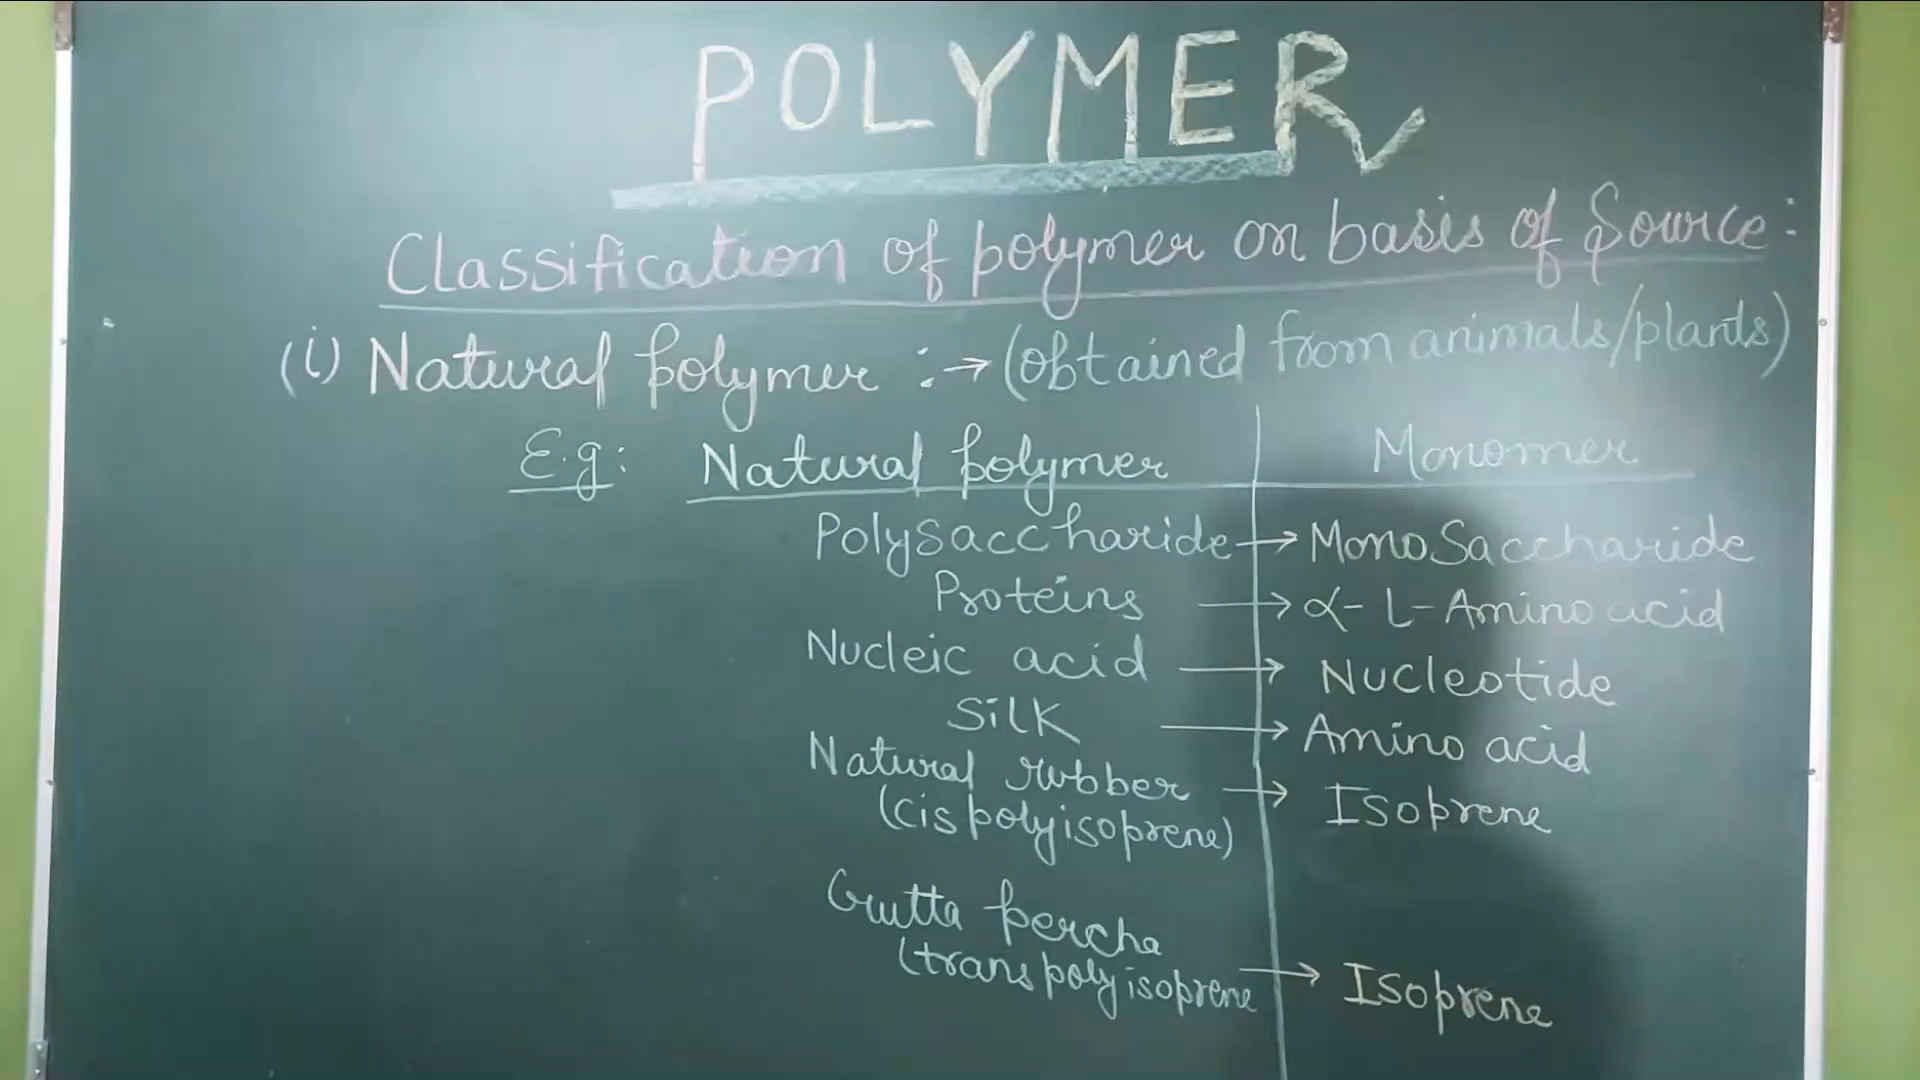 POLYMER
Classification of polymer on basis of Source:
(i) Natural polymer :→ (obtained from animals/plants)
E.g: Natural polymer Monomer
PolySaccharide → MonoSaccharide
Proteins → α-L-Amino acid
Nucleic acid → Nucleotide
Silk → Amino acid
Natural rubber → Isoprene
(cis polyisoprene)
Gutta percha
(trans polyisoprene → Isoprene